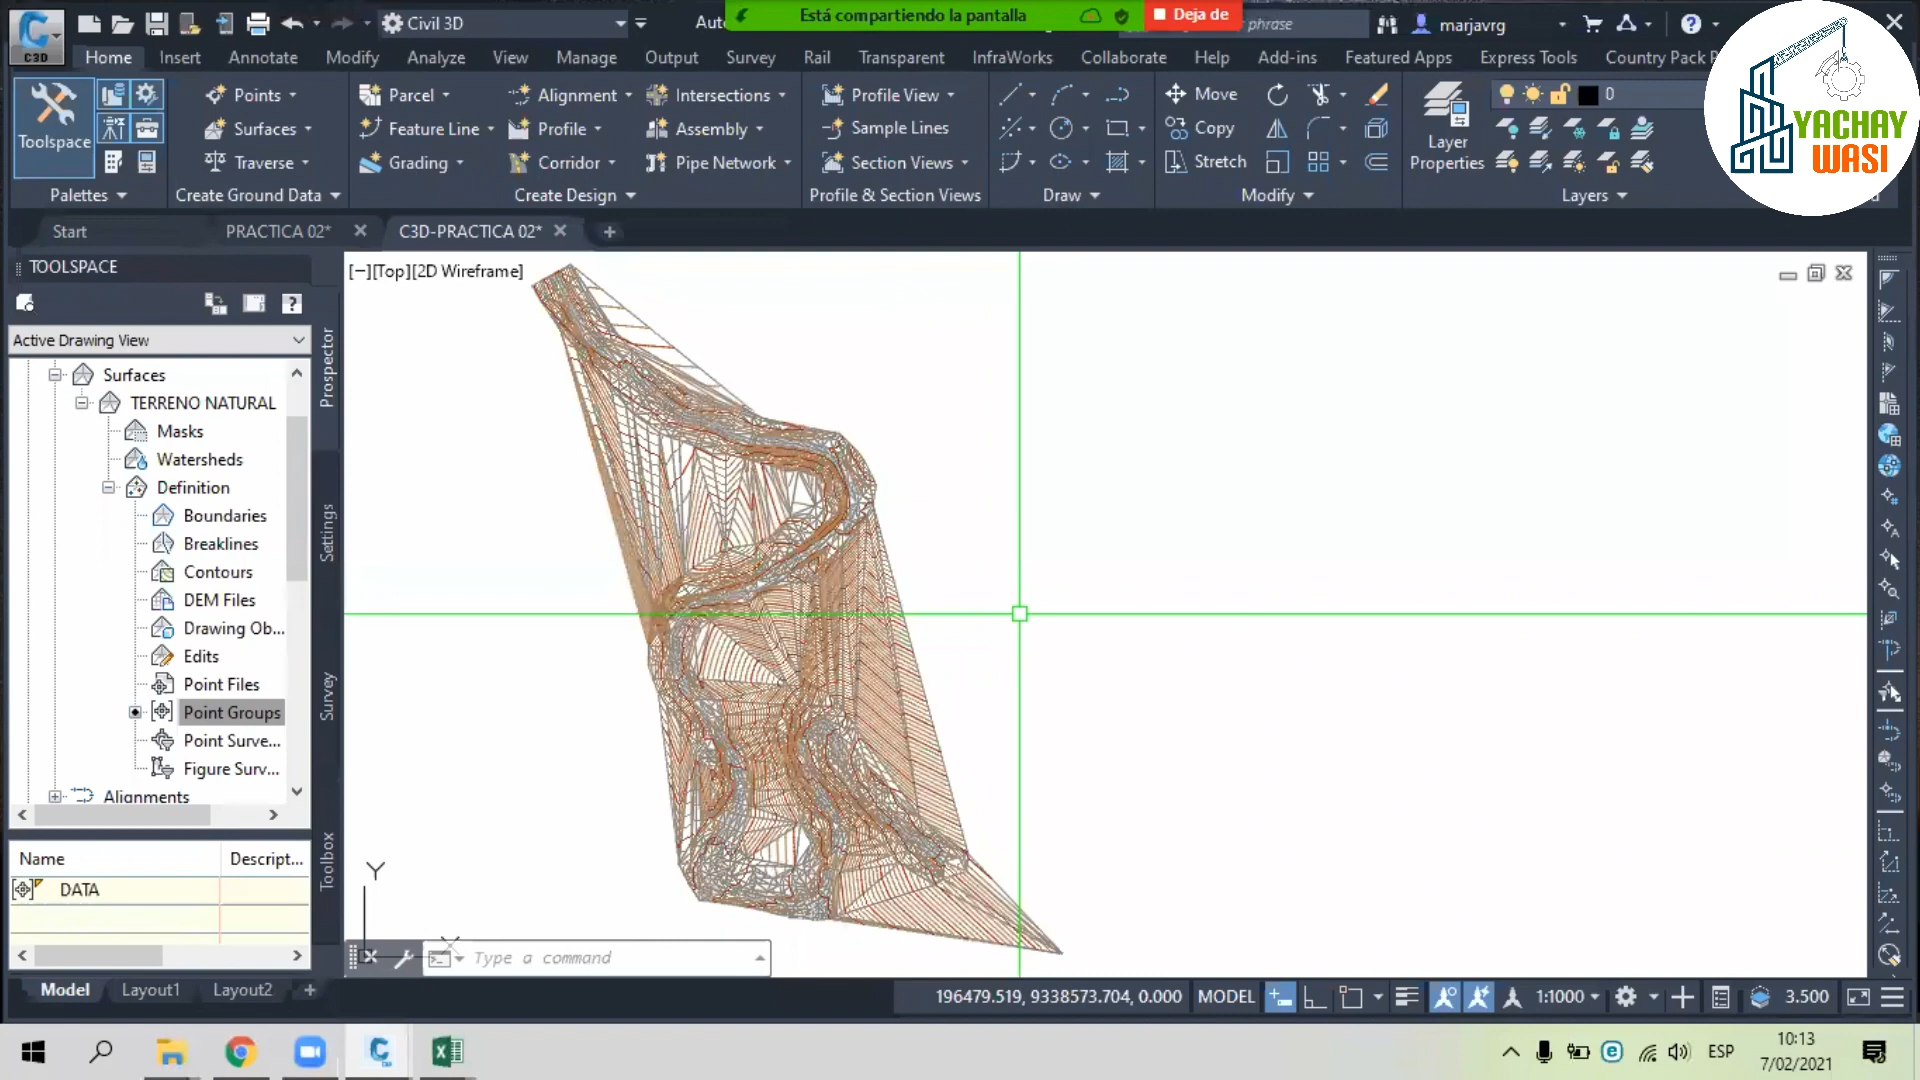 C3D
Civil 3D
Está compartiendo la pantalla
Deja de
phrase
marjavrg
YACHAY
WASI
Home
Insert
Annotate
Modify
Analyze
View
Manage
Output
Survey
Rail
Transparent
InfraWorks
Collaborate
Help
Add-ins
Featured Apps
Express Tools
Country Pack
Toolspace
Points
Surfaces
Traverse
Parcel
Feature Line
Grading
Alignment
Profile
Corridor
Intersections
Assembly
Pipe Network
Profile View
Sample Lines
Section Views
Move
Copy
Stretch
Layer
Properties
0
Palettes
Create Ground Data
Create Design
Profile & Section Views
Draw
Modify
Layers
Start
PRACTICA 02*
C3D-PRACTICA 02*
TOOLSPACE
[−][Top][2D Wireframe]
Active Drawing View
Prospector
Settings
Survey
Toolbox
Surfaces
TERRENO NATURAL
Masks
Watersheds
Definition
Boundaries
Breaklines
Contours
DEM Files
Drawing Ob...
Edits
Point Files
Point Groups
Point Surve...
Figure Surv...
Alignments
Name
Descript...
DATA
Y
Type a command
Model
Layout1
Layout2
196479.519, 9338573.704, 0.000
MODEL
1:1000
3.500
ESP
10:13
7/02/2021